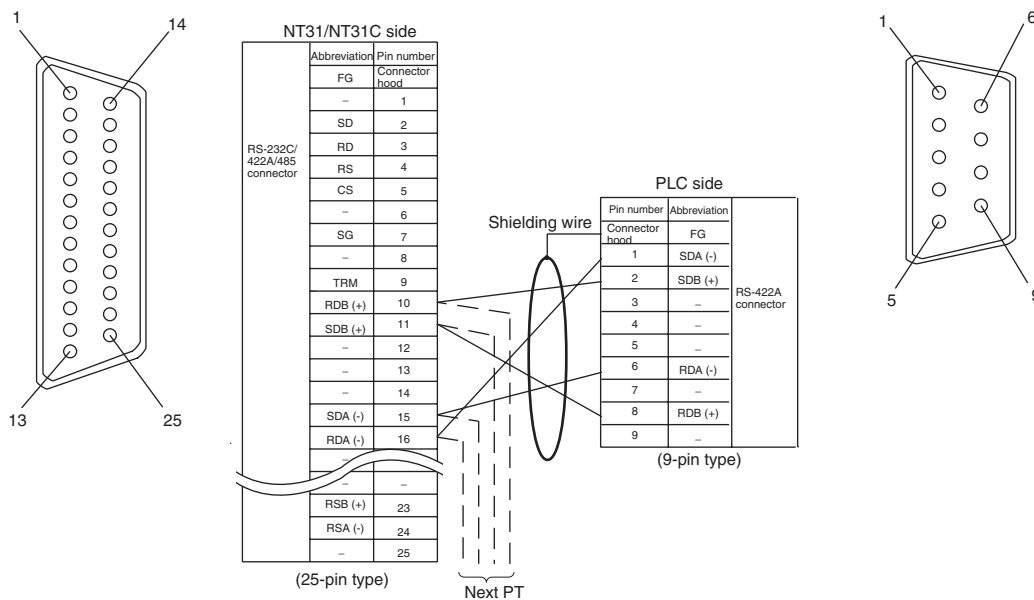 1
14
13
25
NT31/NT31C side
Abbreviation Pin number
FG Connector hood
– 1
SD 2
RD 3
RS 4
CS 5
– 6
SG 7
– 8
TRM 9
RDB (+) 10
SDB (+) 11
– 12
– 13
– 14
SDA (-) 15
RDA (-) 16
–
– –
RSB (+) 23
RSA (-) 24
– 25
RS-232C/
422A/485
connector
(25-pin type)
Next PT
Shielding wire
PLC side
Pin number Abbreviation
Connector hood FG
1 SDA (-)
2 SDB (+)
3 –
4 –
5 –
6 RDA (-)
7 –
8 RDB (+)
9 –
RS-422A
connector
(9-pin type)
1
6
5
9